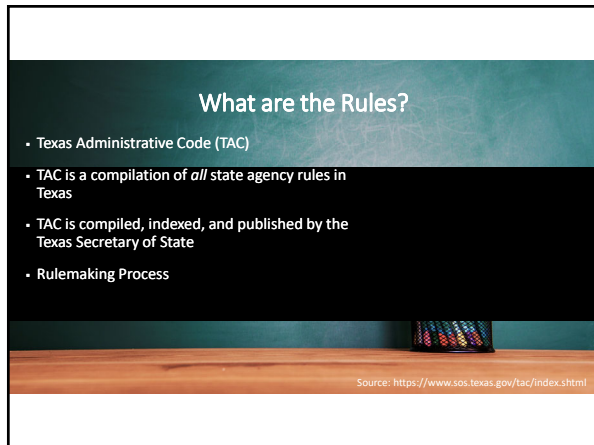 What are the Rules?
▪ Texas Administrative Code (TAC)
▪ TAC is a compilation of all state agency rules in
Texas
▪ TAC is compiled, indexed, and published by the
Texas Secretary of State
▪ Rulemaking Process
Source: https://www.sos.texas.gov/tac/index.shtml